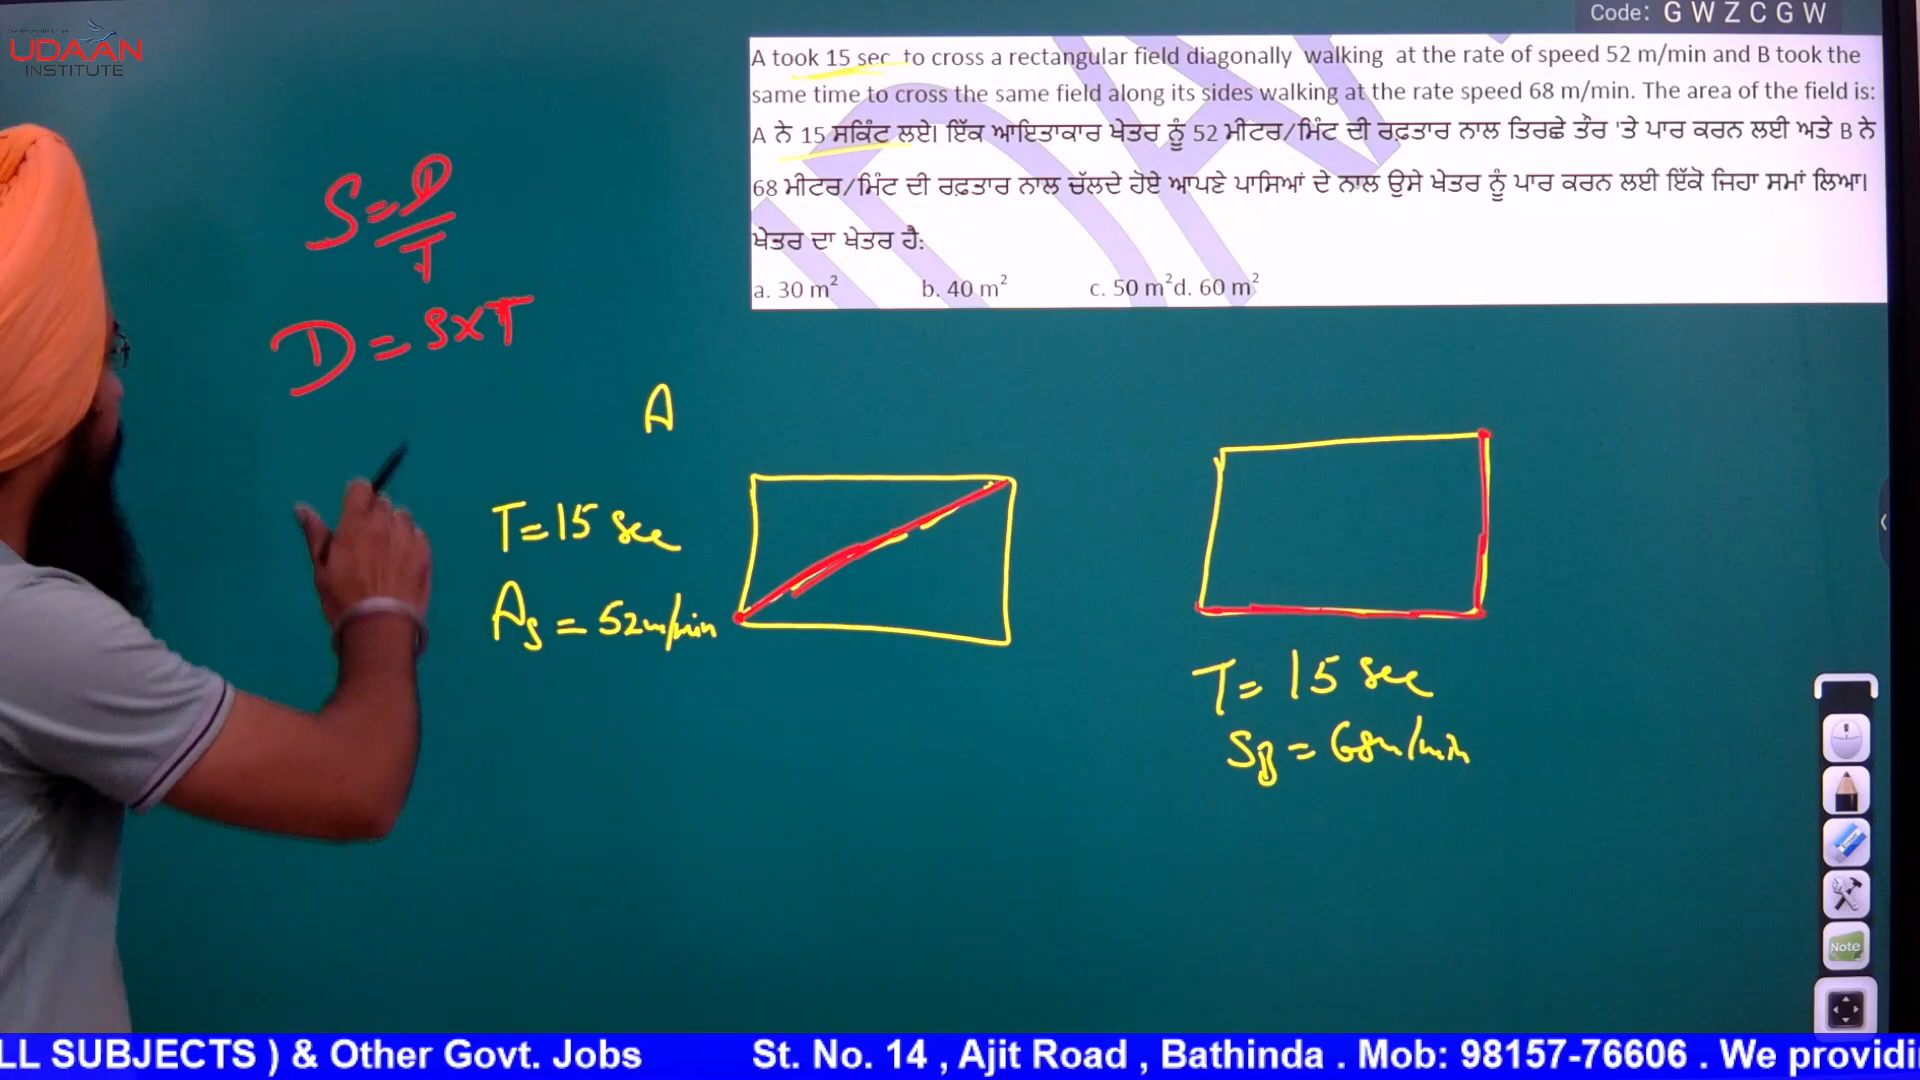 Code: G W Z C G W
UDAAN
INSTITUTE
A took 15 sec to cross a rectangular field diagonally walking at the rate of speed 52 m/min and B took the
same time to cross the same field along its sides walking at the rate speed 68 m/min. The area of the field is:
A ਨੇ 15 ਸਕਿੰਟ ਲਏ। ਇੱਕ ਆਇਤਾਕਾਰ ਖੇਤਰ ਨੂੰ 52 ਮੀਟਰ/ਮਿੰਟ ਦੀ ਰਫ਼ਤਾਰ ਨਾਲ ਤਿਰਛੇ ਤੌਰ 'ਤੇ ਪਾਰ ਕਰਨ ਲਈ ਅਤੇ B ਨੇ
68 ਮੀਟਰ/ਮਿੰਟ ਦੀ ਰਫ਼ਤਾਰ ਨਾਲ ਚੱਲਦੇ ਹੋਏ ਆਪਣੇ ਪਾਸਿਆਂ ਦੇ ਨਾਲ ਉਸੇ ਖੇਤਰ ਨੂੰ ਪਾਰ ਕਰਨ ਲਈ ਇੱਕੋ ਜਿਹਾ ਸਮਾਂ ਲਿਆ।
ਖੇਤਰ ਦਾ ਖੇਤਰ ਹੈ:
a. 30 m² b. 40 m² c. 50 m²d. 60 m²
S=D/T
D=S×T
A
T=15 sec
As = 52m/min
T= 15 sec
SB = 68m/min
Note
LL SUBJECTS ) & Other Govt. Jobs St. No. 14 , Ajit Road , Bathinda . Mob: 98157-76606 . We providi